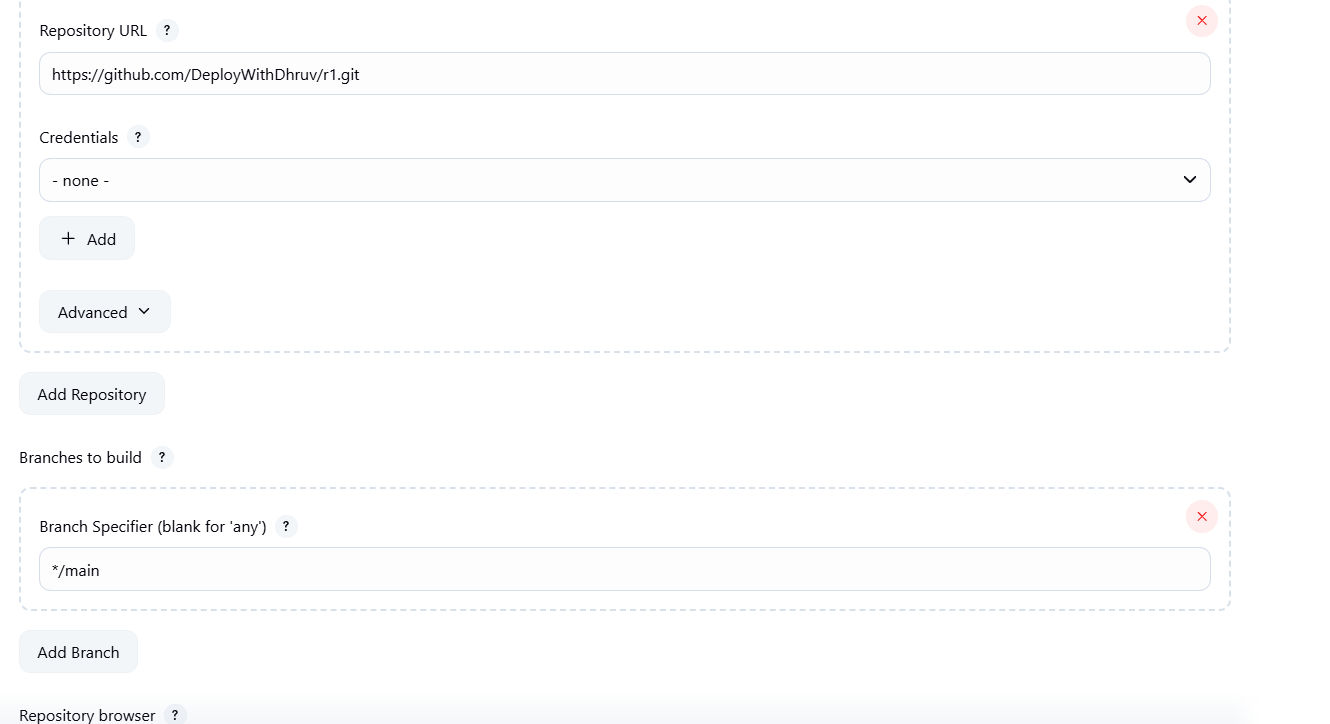 Repository URL ?
https://github.com/DeployWithDhruv/r1.git
Credentials ?
- none -
+ Add
Advanced
Add Repository
Branches to build ?
Branch Specifier (blank for 'any') ?
*/main
Add Branch
Repository browser ?